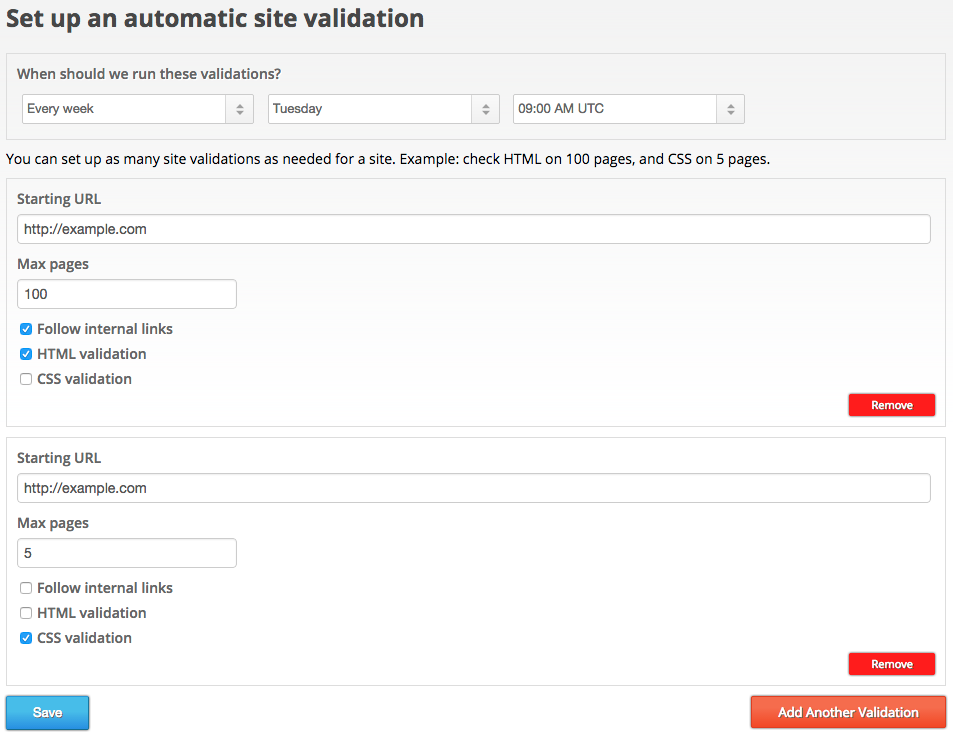 Set up an automatic site validation
When should we run these validations?
Every week Tuesday 09:00 AM UTC
You can set up as many site validations as needed for a site. Example: check HTML on 100 pages, and CSS on 5 pages.
Starting URL
http://example.com
Max pages
100
Follow internal links
HTML validation
CSS validation
Remove
Starting URL
http://example.com
Max pages
5
Follow internal links
HTML validation
CSS validation
Remove
Save Add Another Validation